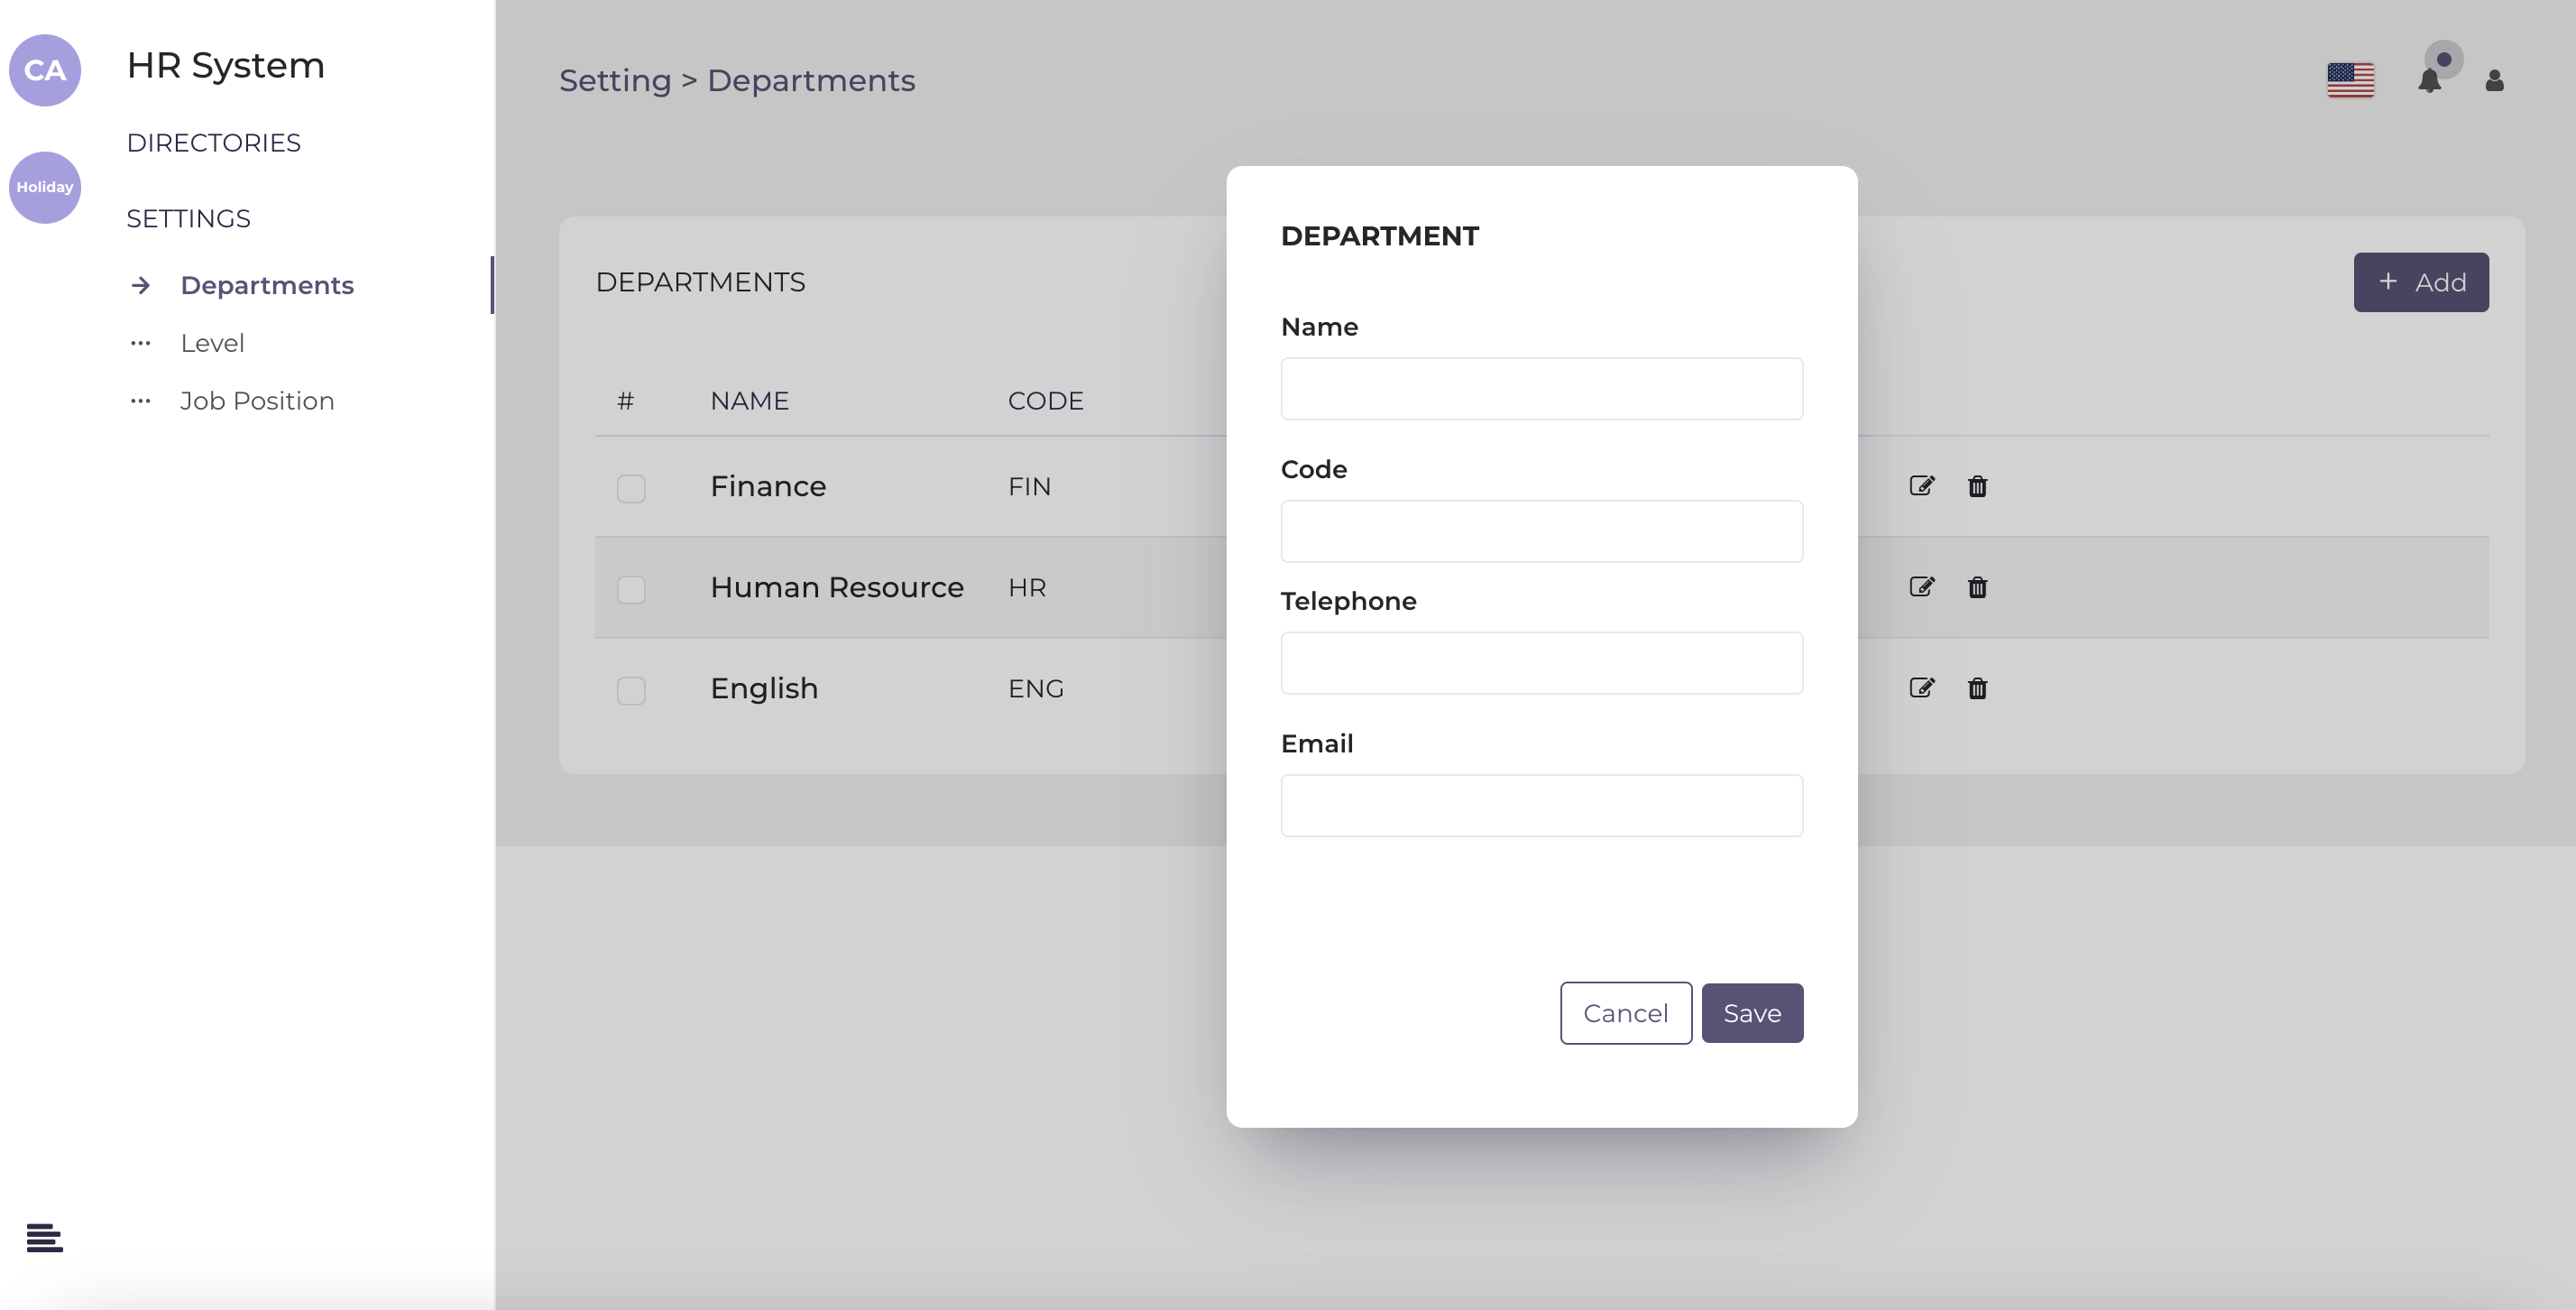 CA
HR System
Holiday
DIRECTORIES
SETTINGS
Departments
Level
Job Position
Setting > Departments
DEPARTMENTS
+ Add
# NAME CODE
Finance FIN
Human Resource HR
English ENG
DEPARTMENT
Name
Code
Telephone
Email
Cancel Save